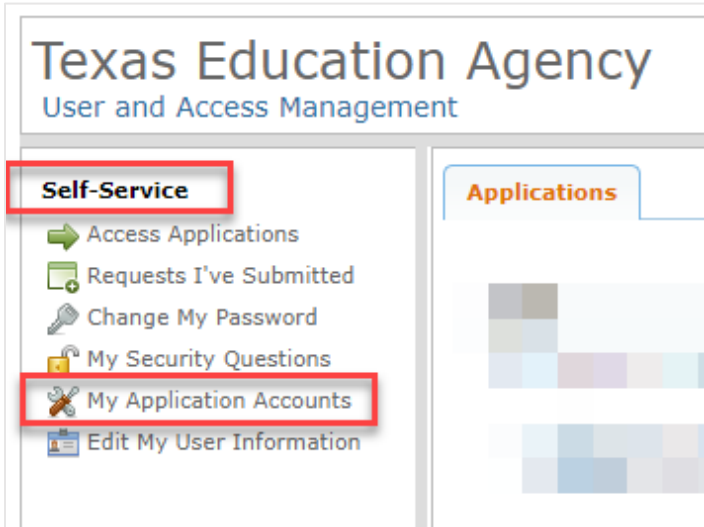 Texas Education Agency
User and Access Management
Self-Service
Access Applications
Requests I've Submitted
Change My Password
My Security Questions
My Application Accounts
Edit My User Information
Applications